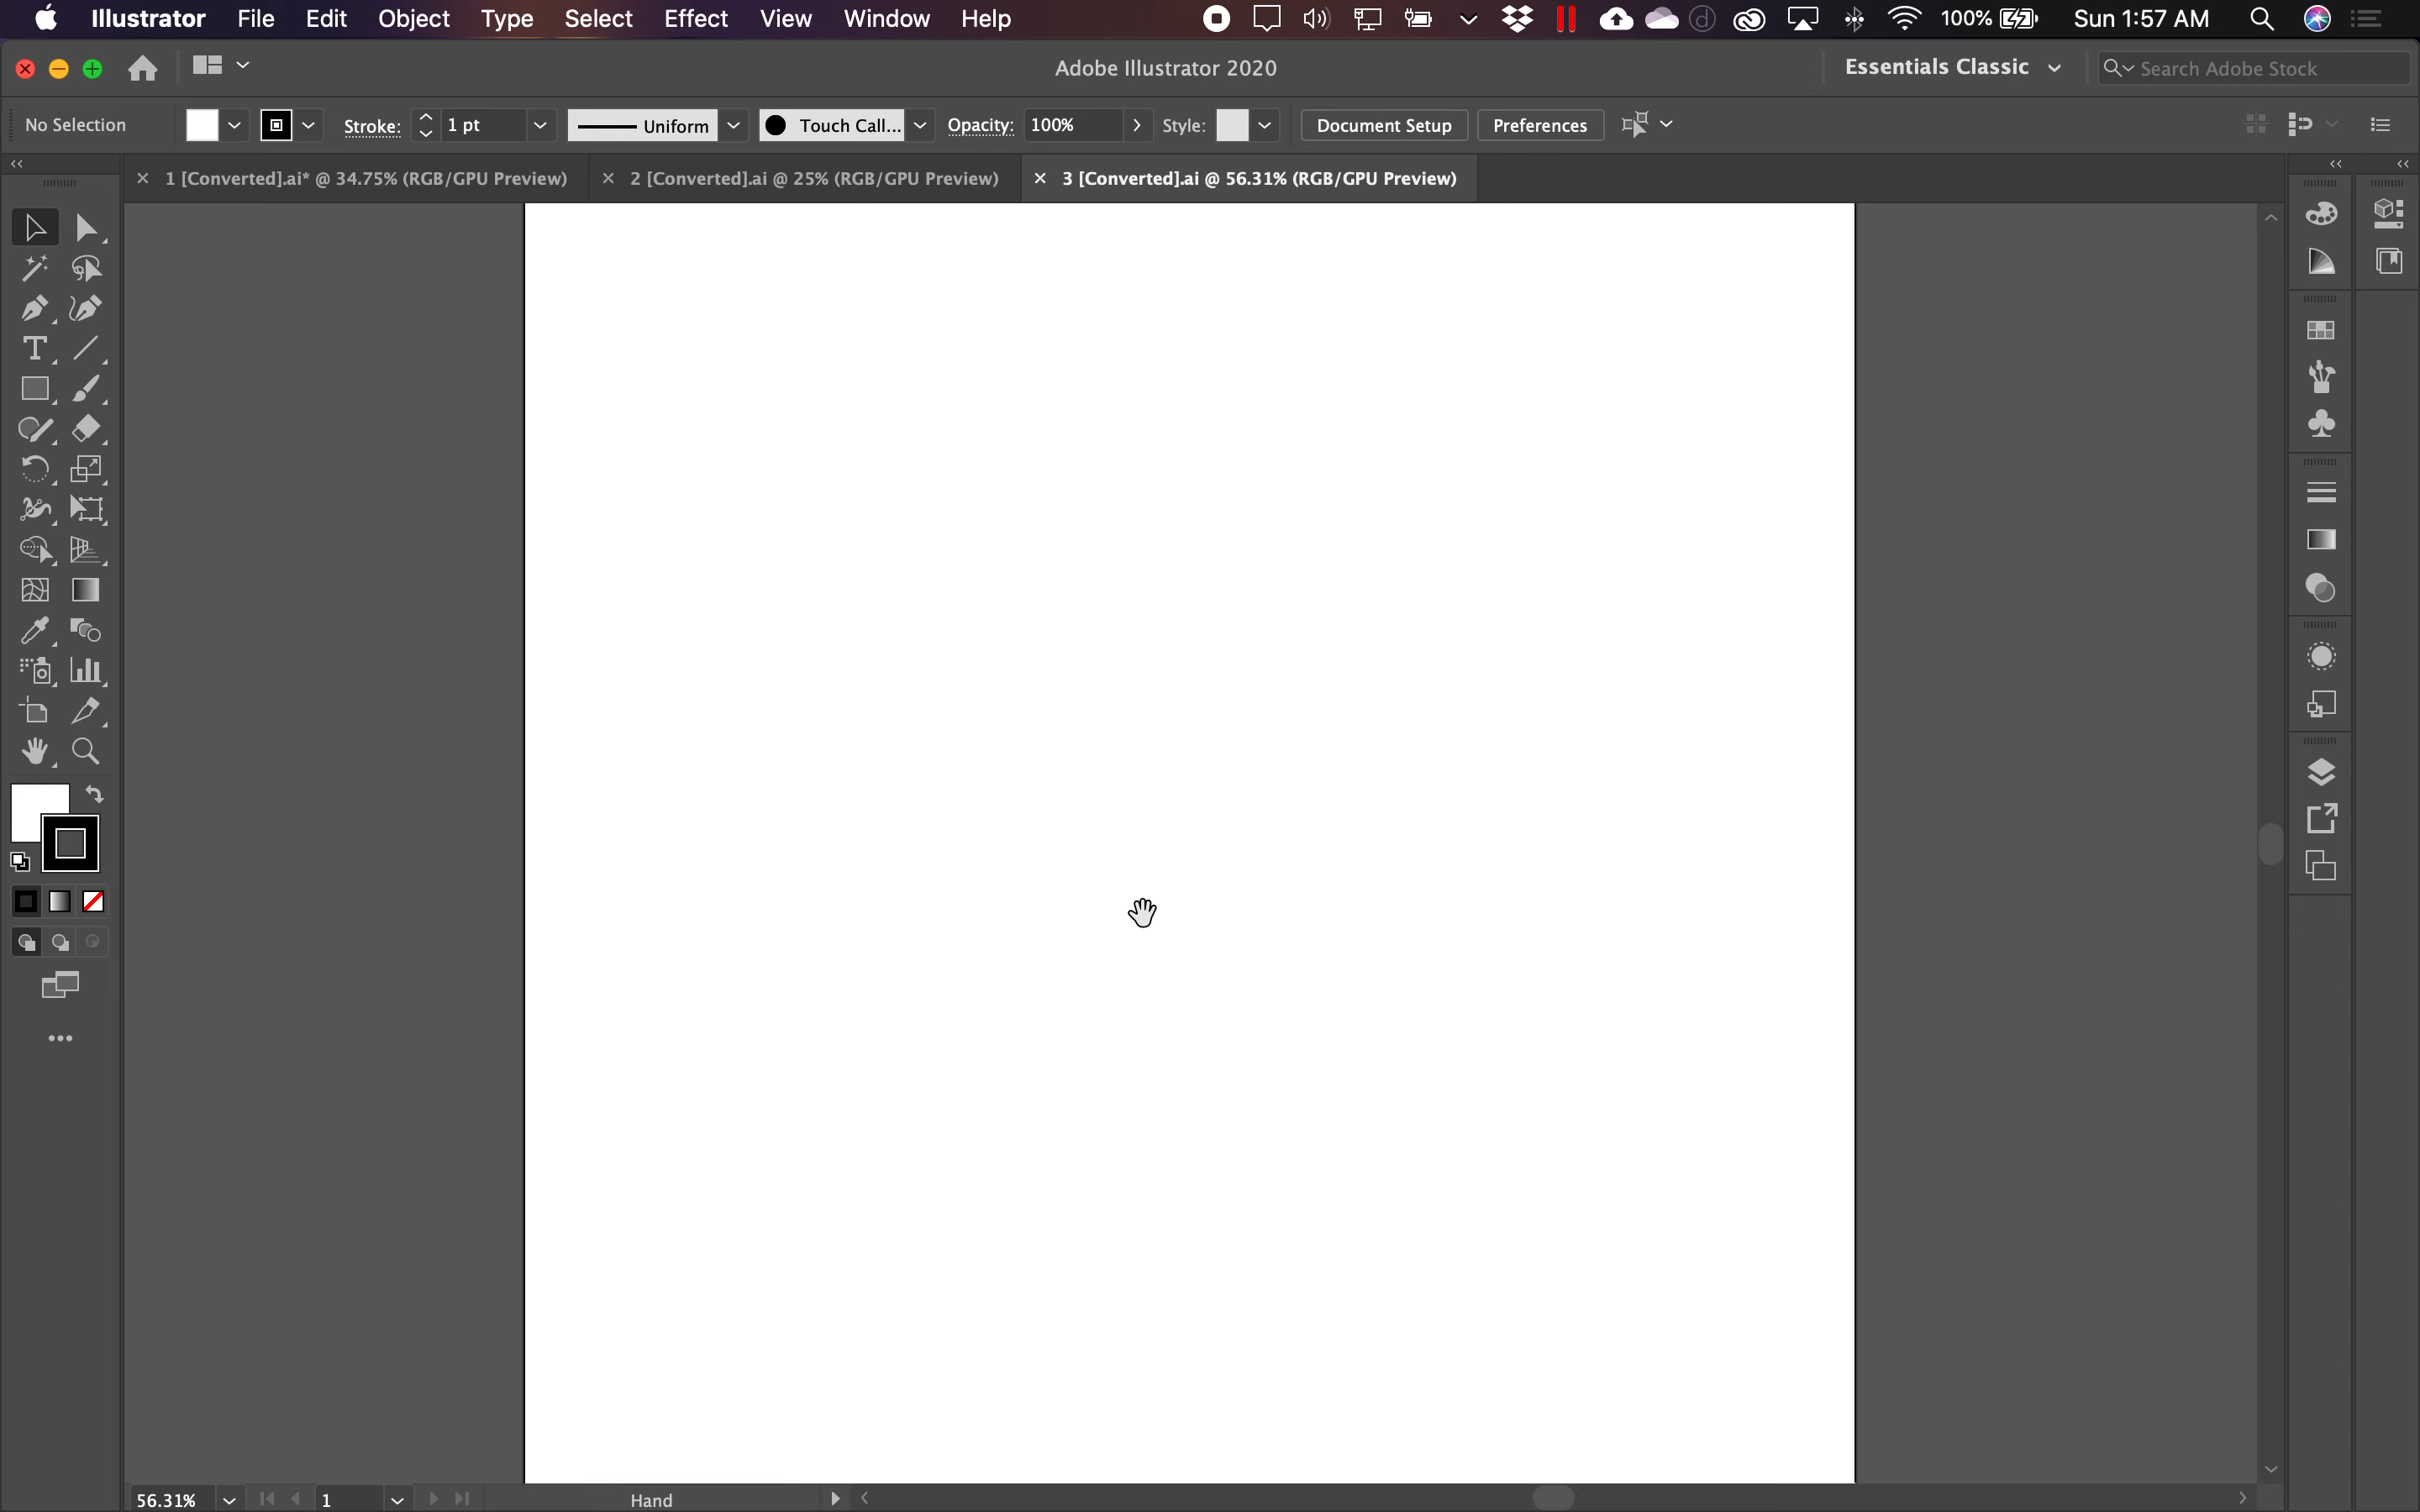 Illustrator File Edit Object Type Select Effect View Window Help 100% Sun 1:57 AM
Adobe Illustrator 2020 Essentials Classic Search Adobe Stock
No Selection Stroke: 1 pt Uniform Touch Call... Opacity: 100% Style: Document Setup Preferences
1 [Converted].ai* @ 34.75% (RGB/GPU Preview) 2 [Converted].ai @ 25% (RGB/GPU Preview) 3 [Converted].ai @ 56.31% (RGB/GPU Preview)
56.31% 1 Hand